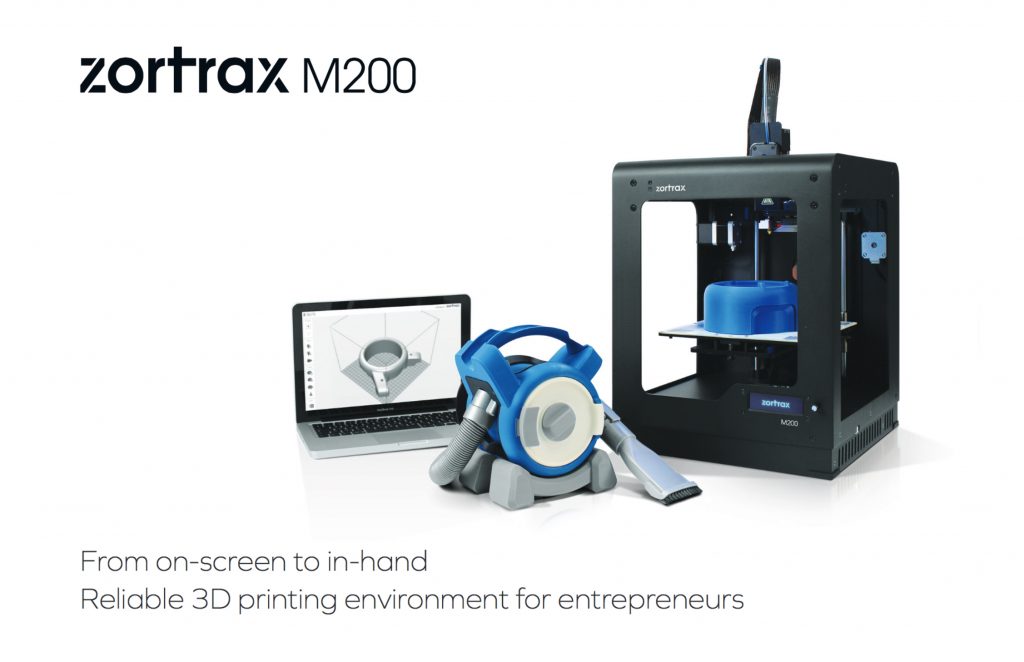 zortrax M200
zortrax
zortrax
M200
From on-screen to in-hand
Reliable 3D printing environment for entrepreneurs